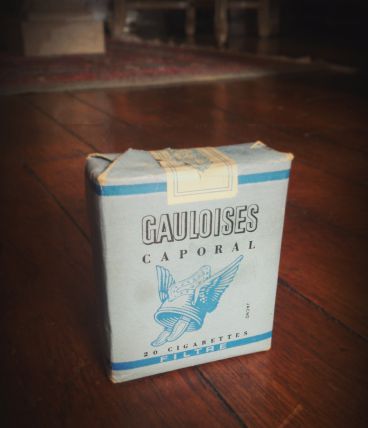 GAULOISES
CAPORAL
20 CIGARETTES
FILTRE